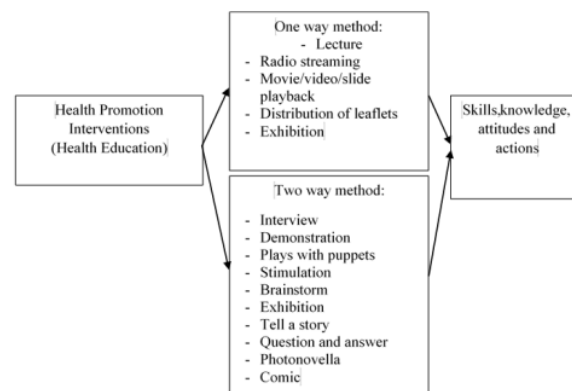 Health Promotion
Interventions
(Health Education)
One way method:
- Lecture
- Radio streaming
- Movie/video/slide
playback
- Distribution of leaflets
- Exhibition
Two way method:
- Interview
- Demonstration
- Plays with puppets
- Stimulation
- Brainstorm
- Exhibition
- Tell a story
- Question and answer
- Photonovella
- Comic
Skills,knowledge,
attitudes and
actions